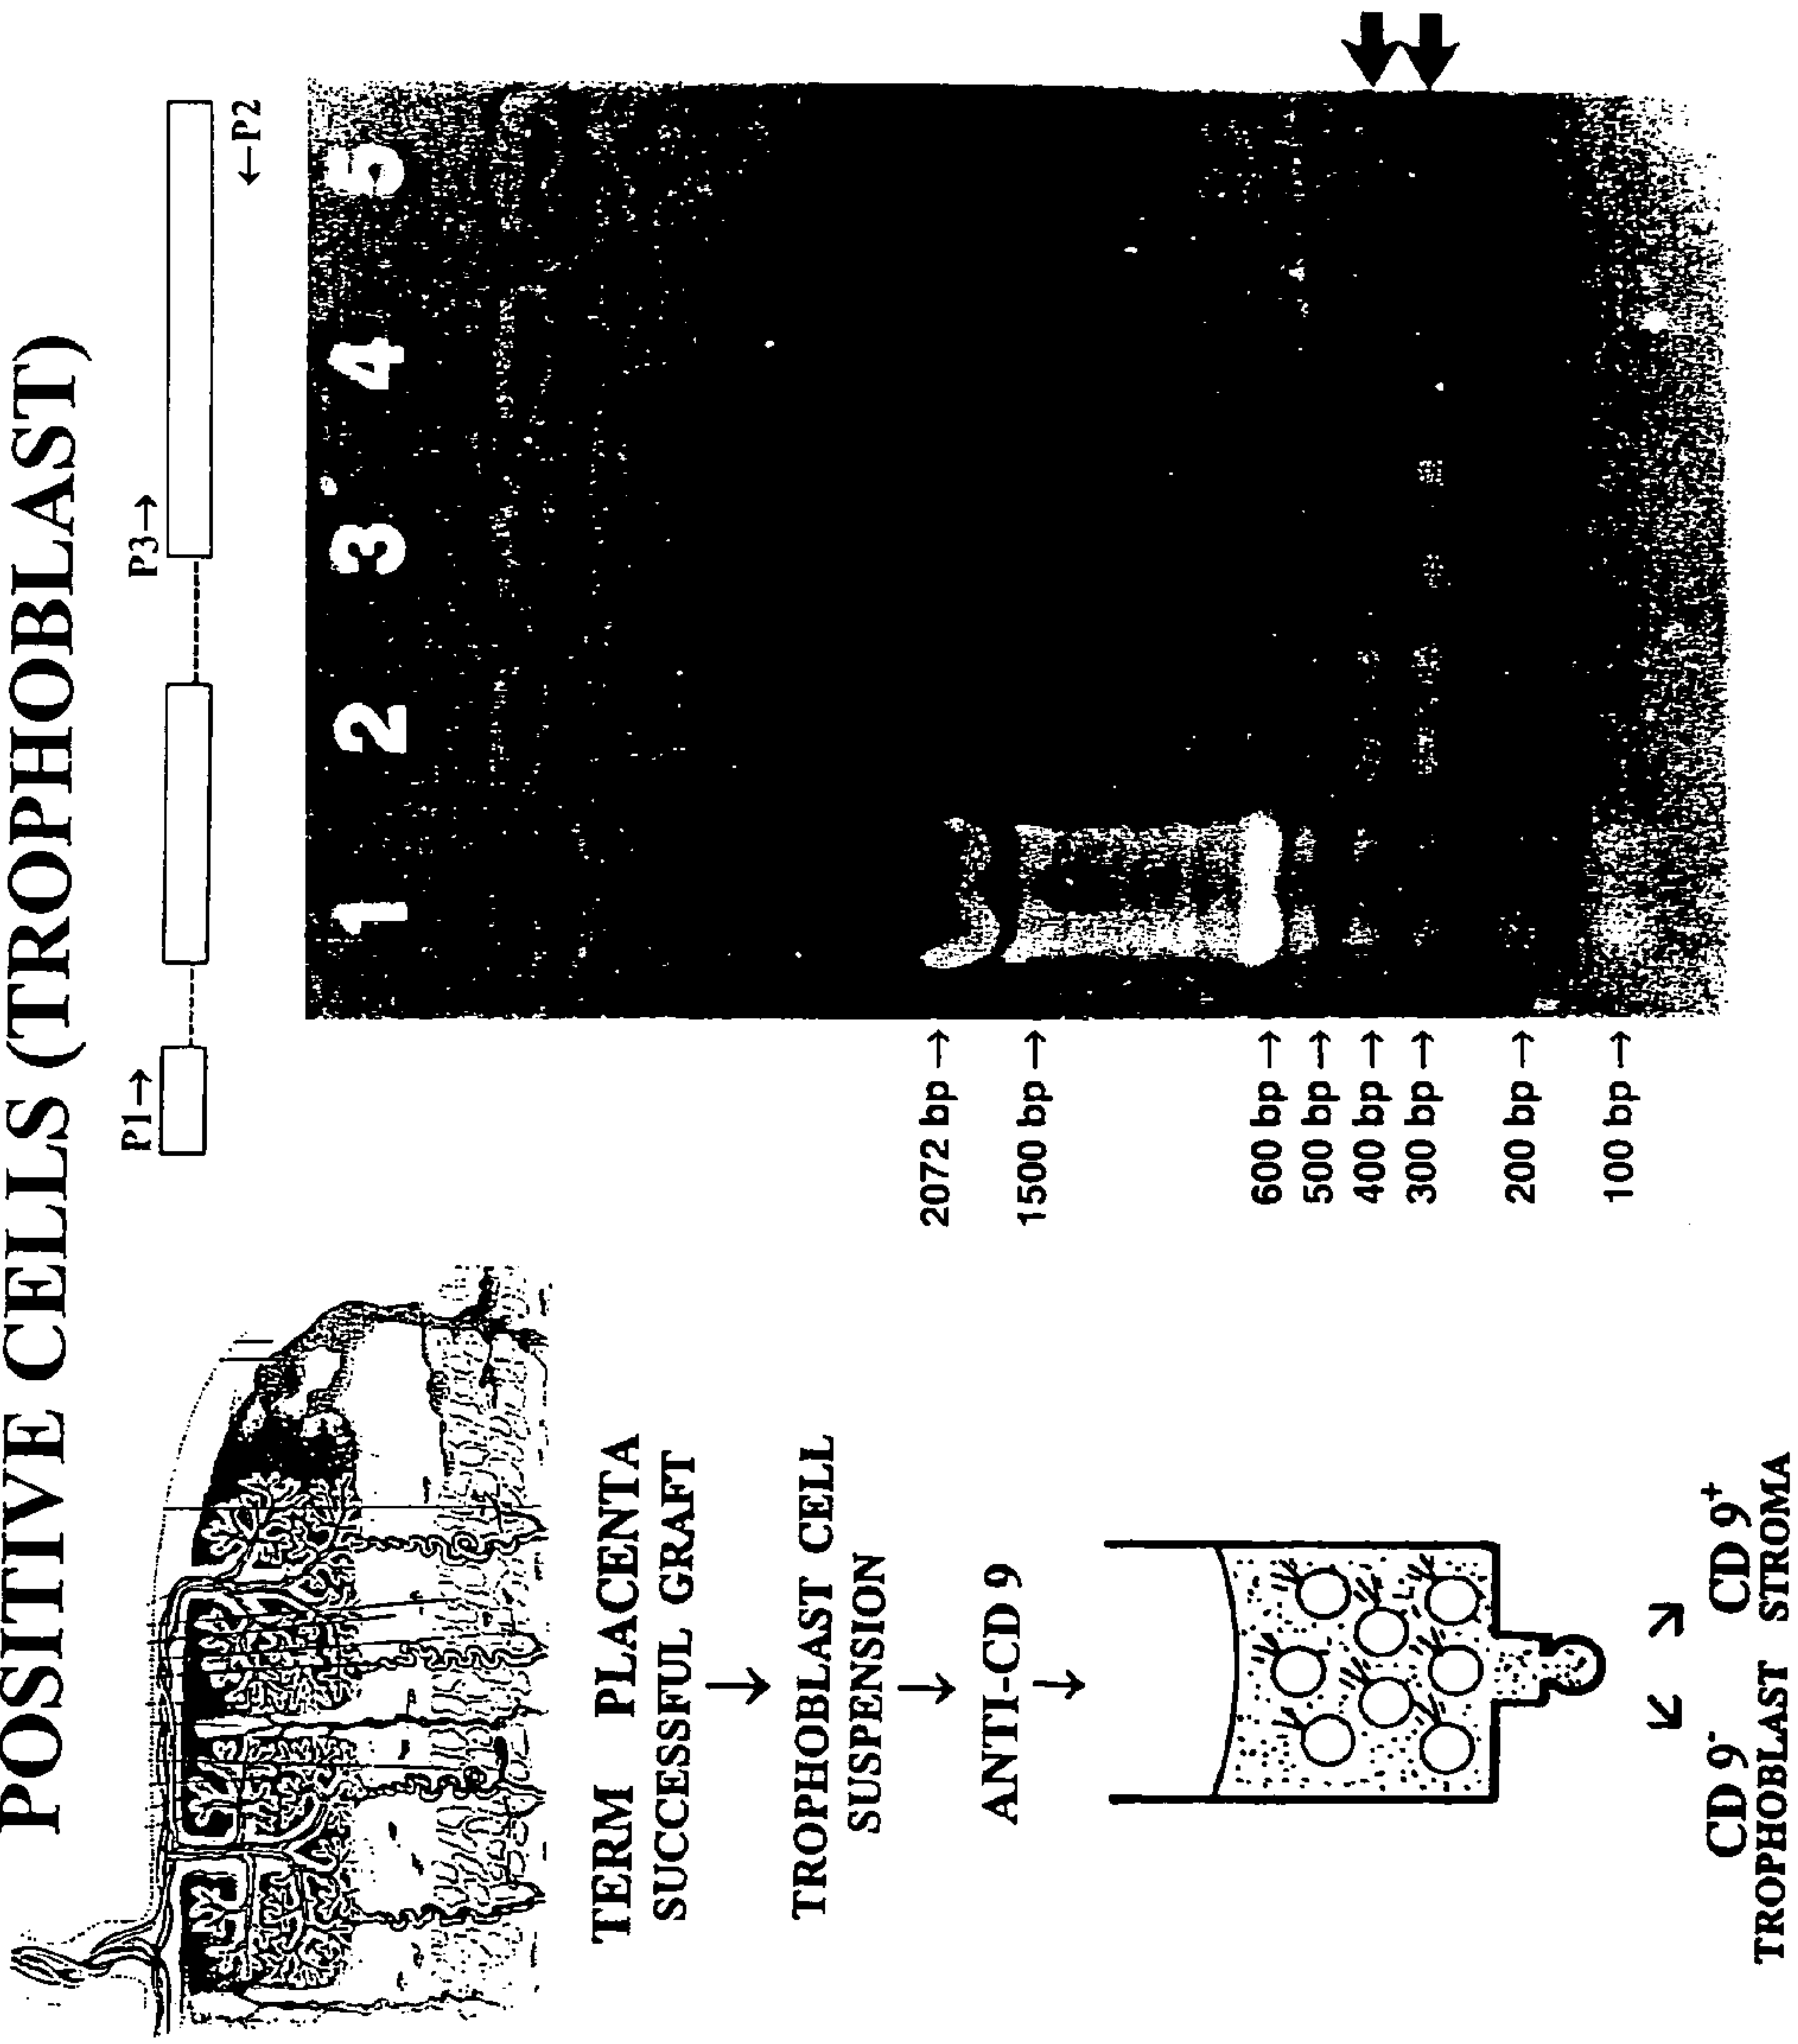 POSITIVE CELLS (TROPHOBLAST)
TERM PLACENTA
SUCCESSFUL GRAFT
TROPHOBLAST CELL
SUSPENSION
ANTI-CD 9
CD 9⁻
TROPHOBLAST
CD 9⁺
STROMA
P1→
P3→
←P2
1 2 3 4 5
2072 bp →
1500 bp →
600 bp →
500 bp →
400 bp →
300 bp →
200 bp →
100 bp →